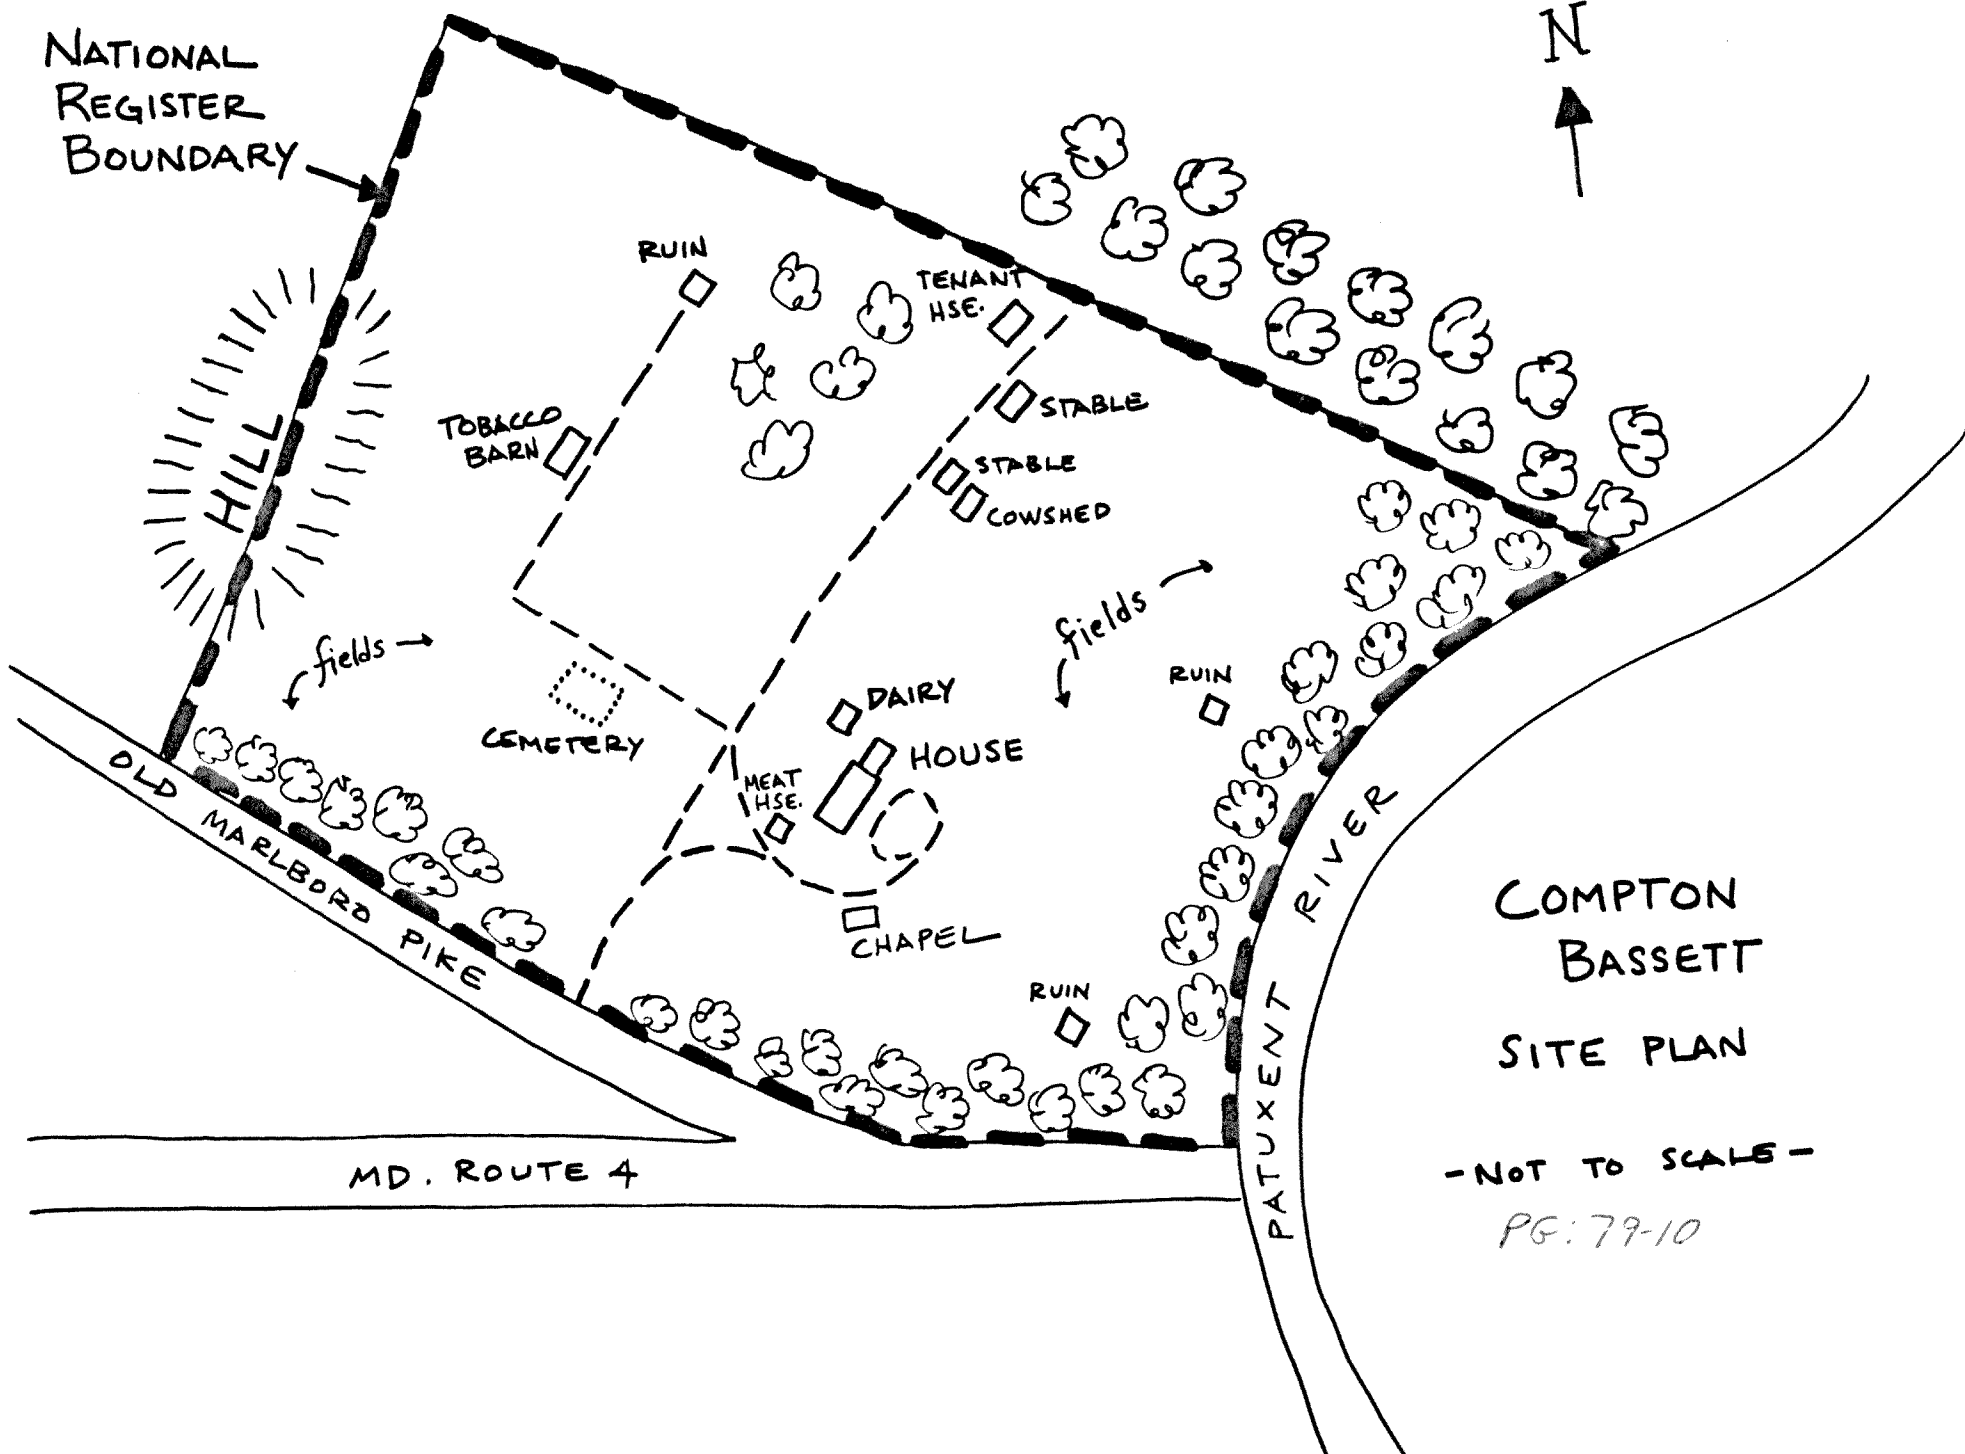 NATIONAL
REGISTER
BOUNDARY
N
HILL
RUIN
TENANT
HSE.
TOBACCO
BARN
STABLE
STABLE
COWSHED
fields
fields
CEMETERY
DAIRY
HOUSE
RUIN
MEAT
HSE.
CHAPEL
RUIN
OLD MARLBORO PIKE
MD. ROUTE 4
PATUXENT RIVER
COMPTON
BASSETT
SITE PLAN
-NOT TO SCALE-
PG: 79-10